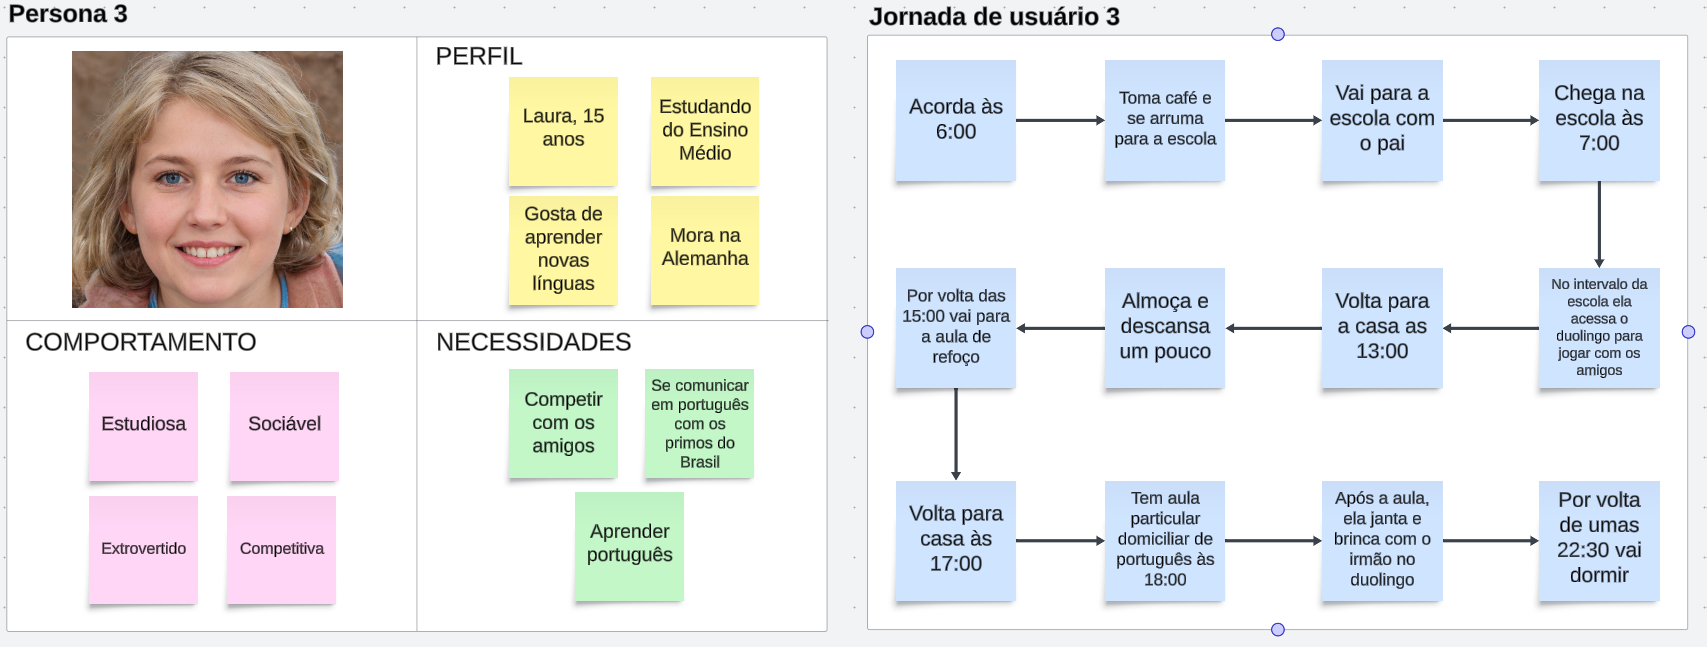 Persona 3
PERFIL
Laura, 15
anos
Estudando
do Ensino
Médio
Gosta de
aprender
novas
línguas
Mora na
Alemanha
COMPORTAMENTO
Estudiosa
Sociável
Extrovertido
Competitiva
NECESSIDADES
Competir
com os
amigos
Se comunicar
em português
com os
primos do
Brasil
Aprender
português
Jornada de usuário 3
Acorda às
6:00
Toma café e
se arruma
para a escola
Vai para a
escola com
o pai
Chega na
escola às
7:00
No intervalo da
escola ela
acessa o
duolingo para
jogar com os
amigos
Volta para
a casa as
13:00
Almoça e
descansa
um pouco
Por volta das
15:00 vai para
a aula de
refoço
Volta para
casa às
17:00
Tem aula
particular
domiciliar de
português às
18:00
Após a aula,
ela janta e
brinca com o
irmão no
duolingo
Por volta
de umas
22:30 vai
dormir